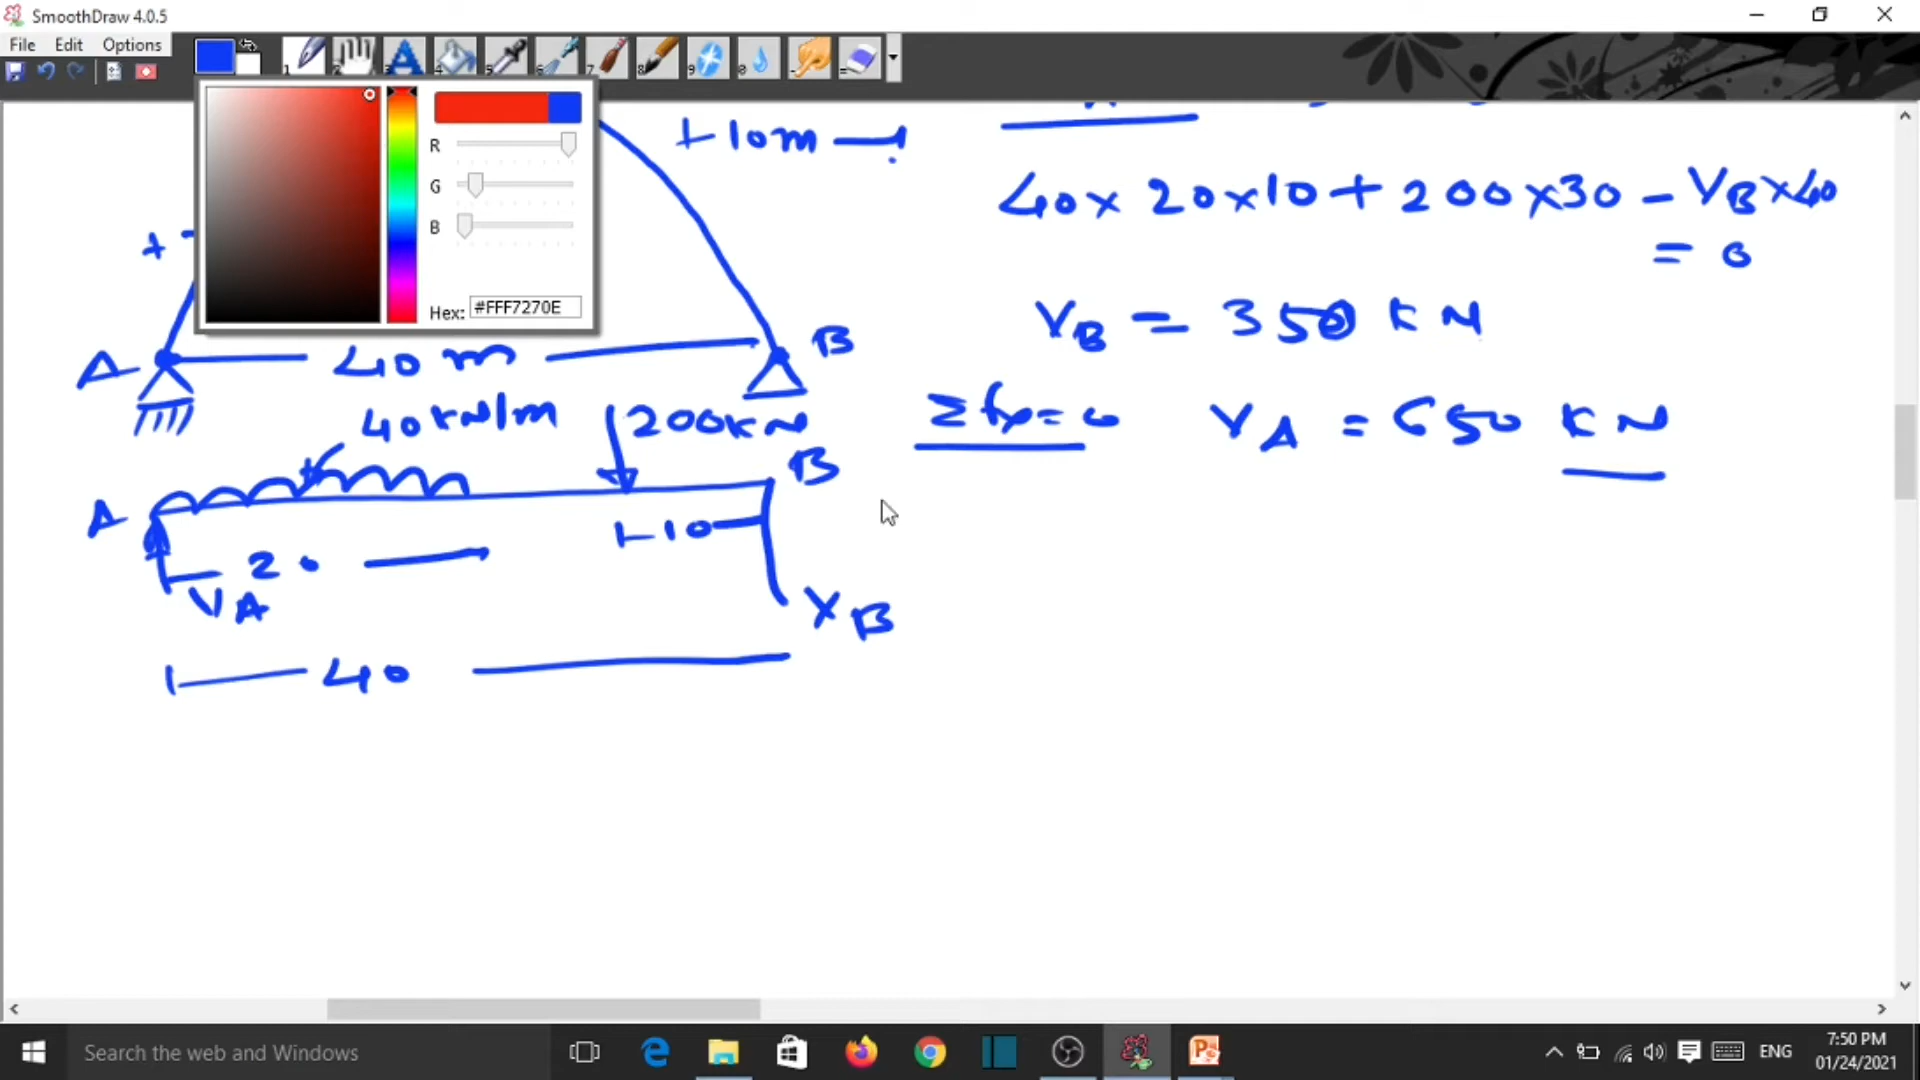 SmoothDraw 4.0.5
File Edit Options
R
G
B
Hex: #FFF7270E
10m
40 × 20 × 10 + 200 × 30 - VB × 40
= 0
VB = 350 KN
Σfy = 0 VA = 650 KN
A 40 m B
40 KN/m 200 KN
A B
20 10
VA VB
40
Search the web and Windows
ENG
7:50 PM
01/24/2021